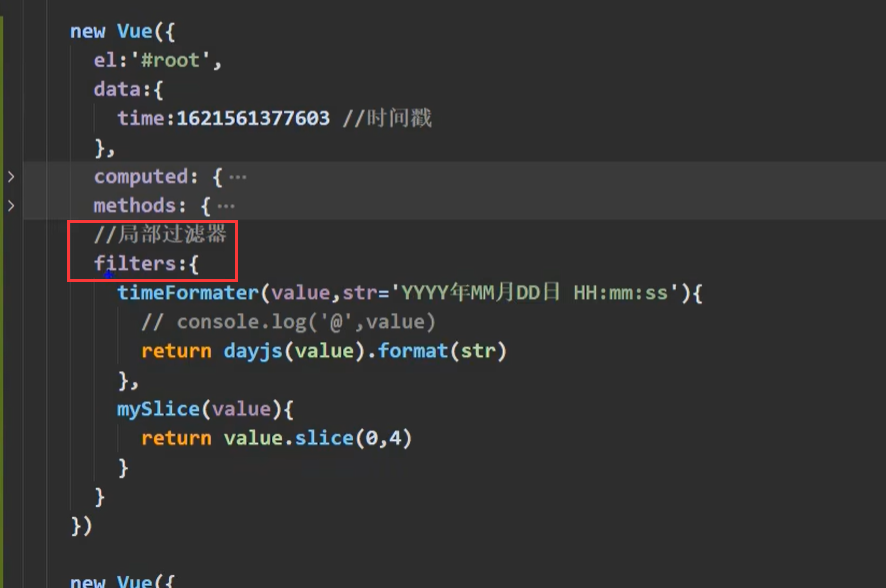 new Vue({
el:'#root',
data:{
time:1621561377603 //时间戳
},
computed: {···
methods: {···
//局部过滤器
filters:{
timeFormater(value,str='YYYY年MM月DD日 HH:mm:ss'){
// console.log('@',value)
return dayjs(value).format(str)
},
mySlice(value){
return value.slice(0,4)
}
}
})
new Vue({